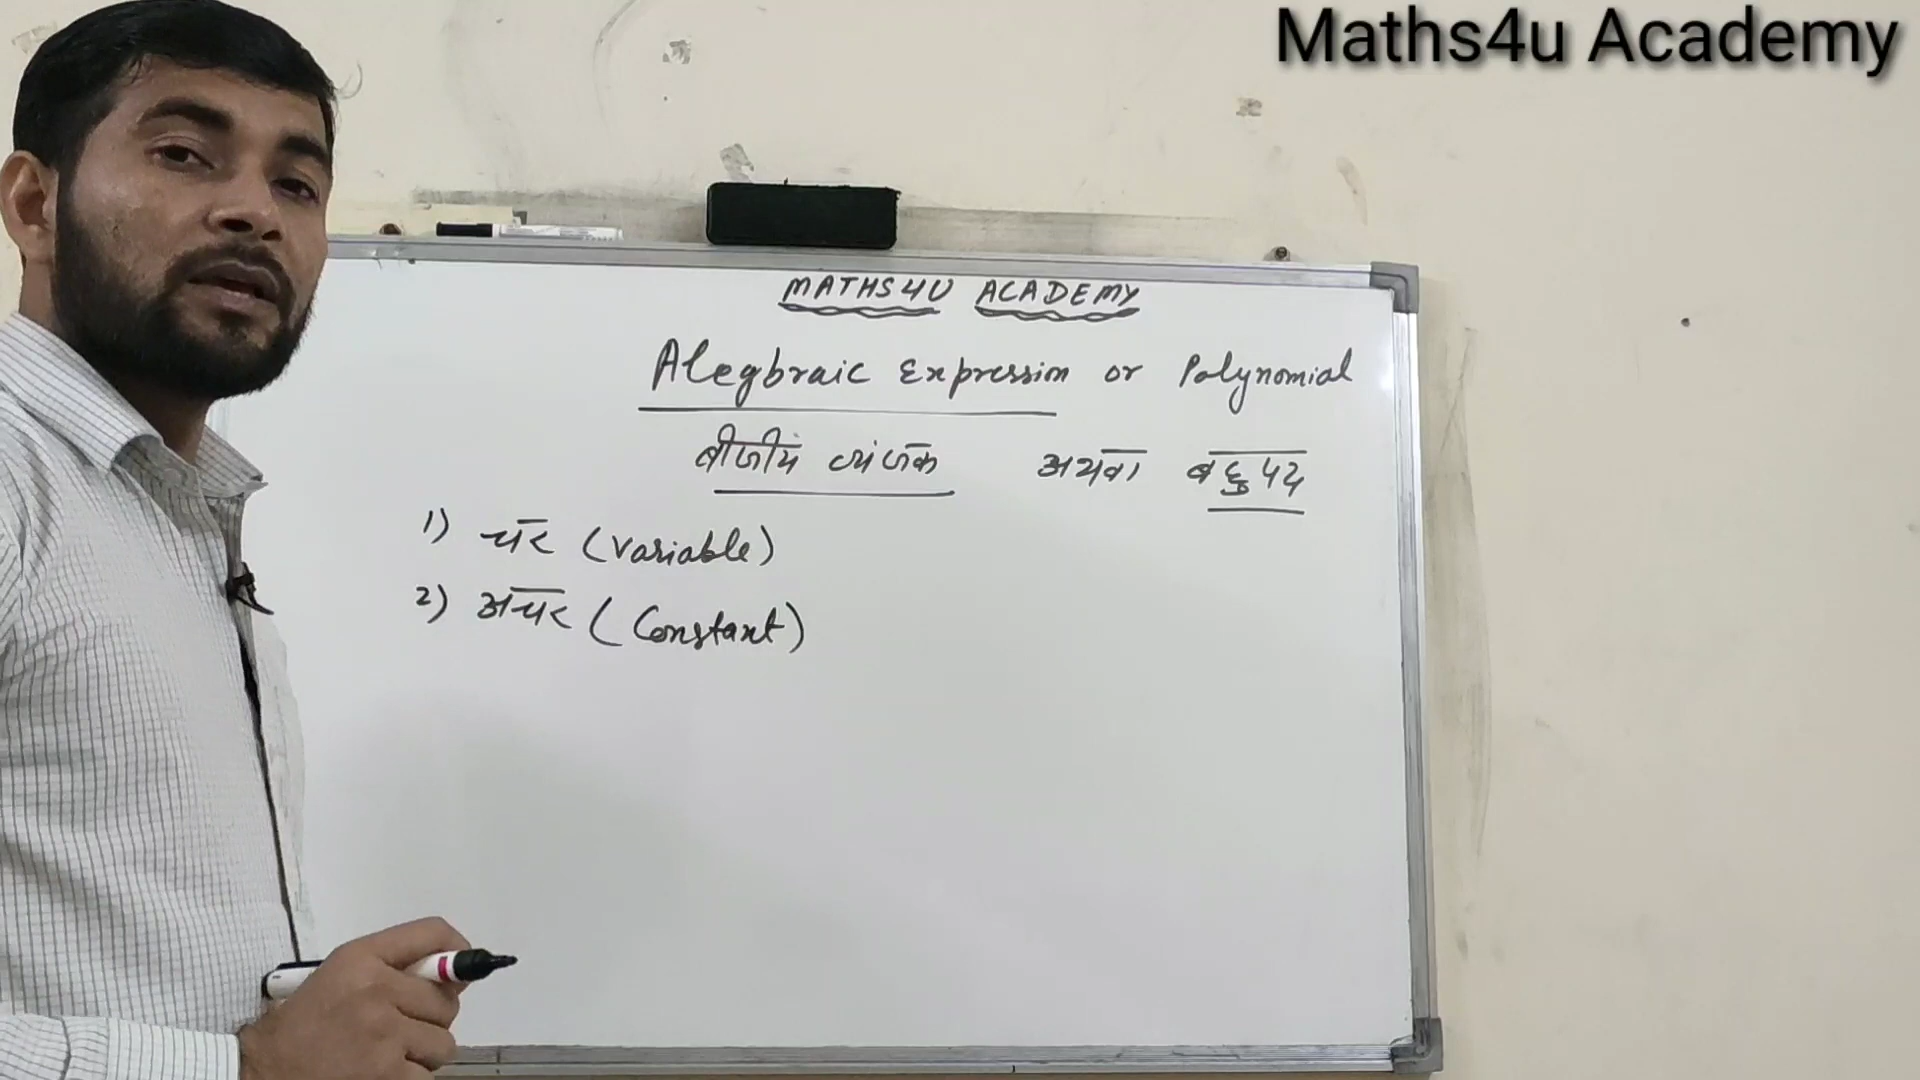 Maths4u Academy
MATHS4U ACADEMY
Alegbraic Expression or Polynomial
बीजीय व्यंजक अथवा बहुपद
1) चर (Variable)
2) अचर (Constant)